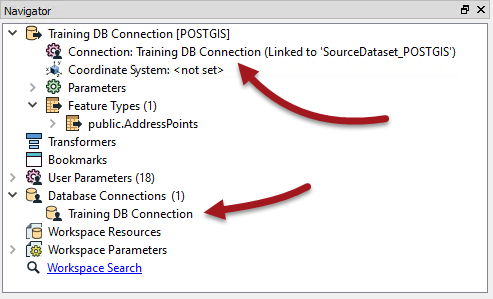 Navigator
Training DB Connection [POSTGIS]
Connection: Training DB Connection (Linked to 'SourceDataset_POSTGIS')
Coordinate System: <not set>
Parameters
Feature Types (1)
public.AddressPoints
Transformers
Bookmarks
User Parameters (18)
Database Connections (1)
Training DB Connection
Workspace Resources
Workspace Parameters
Workspace Search